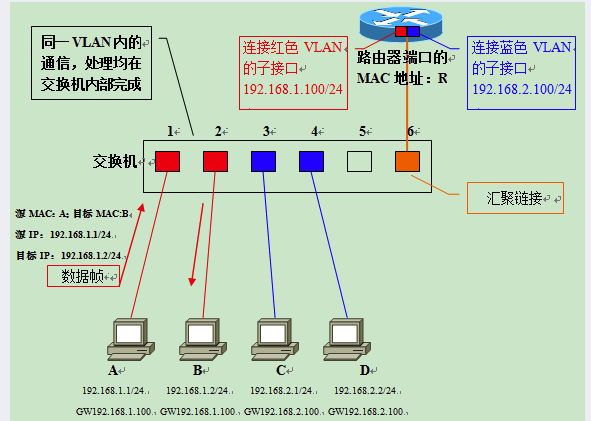 同一 VLAN 内的
通信，处理均在
交换机内部完成
连接红色 VLAN
的子接口
192.168.1.100/24
路由器端口的
MAC 地址：R
连接蓝色 VLAN
的子接口
192.168.2.100/24
1 2 3 4 5 6
交换机
汇聚链接
源 MAC：A；目标 MAC:B
源 IP：192.168.1.1/24
目标 IP：192.168.1.2/24
数据帧
A B C D
192.168.1.1/24 192.168.1.2/24 192.168.2.1/24 192.168.2.2/24
GW192.168.1.100 GW192.168.1.100 GW192.168.2.100 GW192.168.2.100